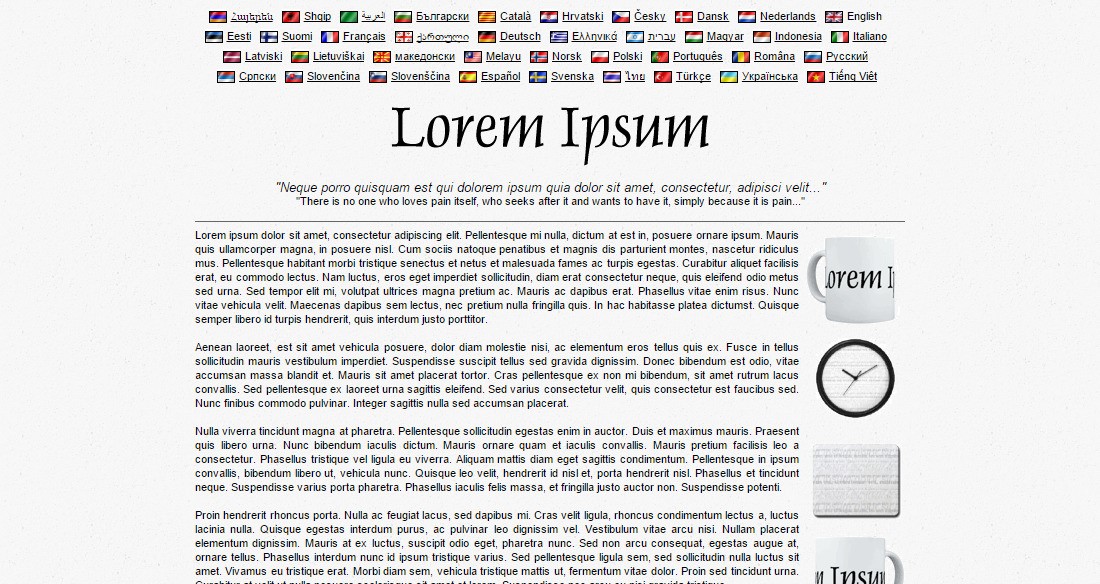 Հայերեն Shqip العربية Български Català Hrvatski Česky Dansk Nederlands English
Eesti Suomi Français ქართული Deutsch Ελληνικά עברית Magyar Indonesia Italiano
Latviski Lietuviškai македонски Melayu Norsk Polski Português Româna Русский
Српски Slovenčina Slovenščina Español Svenska ไทย Türkçe Українська Tiếng Việt
Lorem Ipsum
"Neque porro quisquam est qui dolorem ipsum quia dolor sit amet, consectetur, adipisci velit..."
"There is no one who loves pain itself, who seeks after it and wants to have it, simply because it is pain..."
Lorem ipsum dolor sit amet, consectetur adipiscing elit. Pellentesque mi nulla, dictum at est in, posuere ornare ipsum. Mauris
quis ullamcorper magna, in posuere nisl. Cum sociis natoque penatibus et magnis dis parturient montes, nascetur ridiculus
mus. Pellentesque habitant morbi tristique senectus et netus et malesuada fames ac turpis egestas. Curabitur aliquet facilisis
erat, eu commodo lectus. Nam luctus, eros eget imperdiet sollicitudin, diam erat consectetur neque, quis eleifend odio metus
sed urna. Sed tempor elit mi, volutpat ultrices magna pretium ac. Mauris ac dapibus erat. Phasellus vitae enim risus. Nunc
vitae vehicula velit. Maecenas dapibus sem lectus, nec pretium nulla fringilla quis. In hac habitasse platea dictumst. Quisque
semper libero id turpis hendrerit, quis interdum justo porttitor.
Aenean laoreet, est sit amet vehicula posuere, dolor diam molestie nisi, ac elementum eros tellus quis ex. Fusce in tellus
sollicitudin mauris vestibulum imperdiet. Suspendisse suscipit tellus sed gravida dignissim. Donec bibendum est odio, vitae
accumsan massa blandit et. Mauris sit amet placerat tortor. Cras pellentesque ex non mi bibendum, sit amet rutrum lacus
convallis. Sed pellentesque ex laoreet urna sagittis eleifend. Sed varius consectetur velit, quis consectetur est faucibus sed.
Nunc finibus commodo pulvinar. Integer sagittis nulla sed accumsan placerat.
Nulla viverra tincidunt magna at pharetra. Pellentesque sollicitudin egestas enim in auctor. Duis et maximus mauris. Praesent
quis libero urna. Nunc bibendum iaculis dictum. Mauris ornare quam et iaculis convallis. Mauris pretium facilisis leo a
consectetur. Phasellus tristique vel ligula eu viverra. Aliquam mattis diam eget sagittis condimentum. Pellentesque in ipsum
convallis, bibendum libero ut, vehicula nunc. Quisque leo velit, hendrerit id nisl et, porta hendrerit nisl. Phasellus et tincidunt
neque. Suspendisse varius porta pharetra. Phasellus iaculis felis massa, et fringilla justo auctor non. Suspendisse potenti.
Proin hendrerit rhoncus porta. Nulla ac feugiat lacus, sed dapibus mi. Cras velit ligula, rhoncus condimentum lectus a, luctus
lacinia nulla. Quisque egestas interdum purus, ac pulvinar leo dignissim vel. Vestibulum vitae arcu nisi. Nullam placerat
elementum dignissim. Mauris at ex luctus, suscipit odio eget, pharetra nunc. Sed non arcu consequat, egestas augue at,
ornare tellus. Phasellus interdum nunc id ipsum tristique varius. Sed pellentesque ligula sem, sed sollicitudin nulla luctus sit
amet. Vivamus eu tristique erat. Morbi diam sem, vehicula tristique mattis ut, fermentum vitae dolor. Proin sed tincidunt urna.
Lorem I
Ipsum